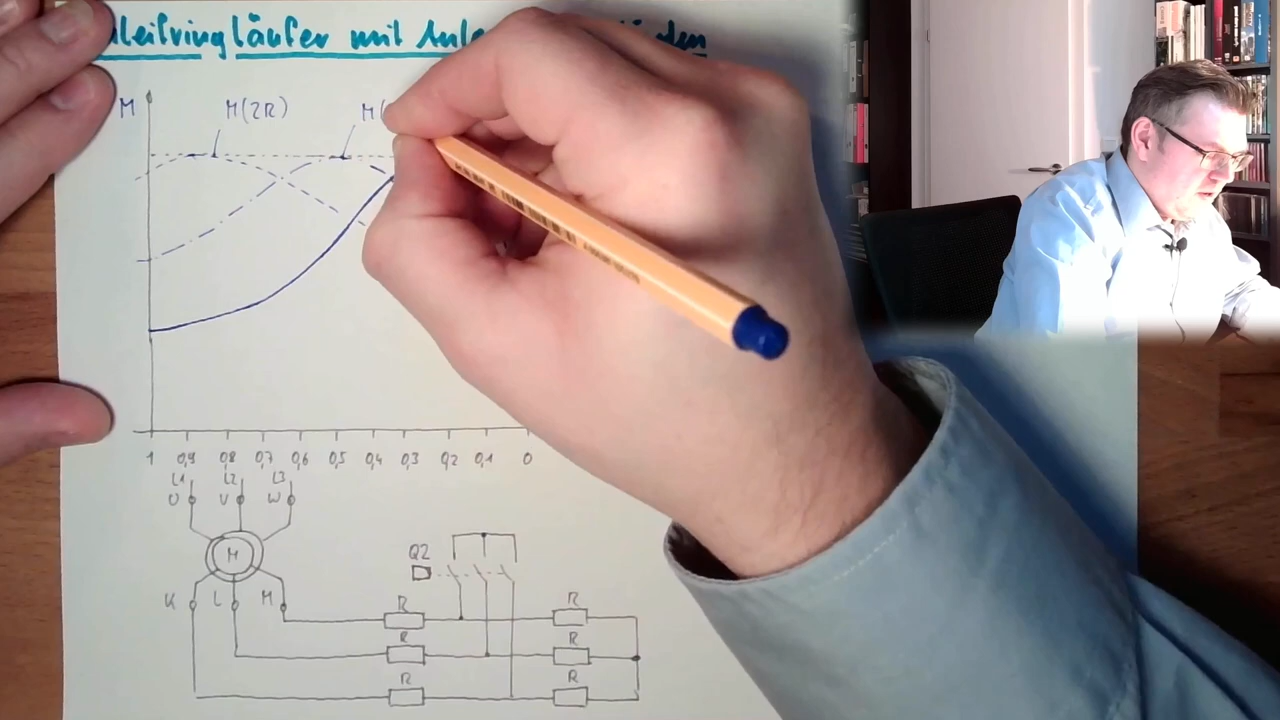 läufer mit
M
M(2R)
M(
1 0,9 0,8 0,7 0,6 0,5 0,4 0,3 0,2 0,1 0
L1 L2 L3
U V W
M
Q2
K L M
R R
R R
R R